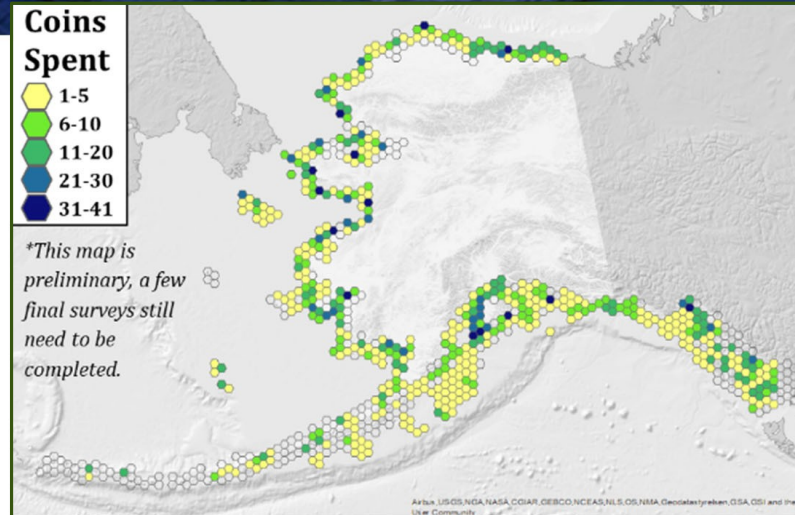 Coins
Spent
1-5
6-10
11-20
21-30
31-41
*This map is
preliminary, a few
final surveys still
need to be
completed.
Airbus,USGS,NGA,NASA,CGIAR,GEBCO,NCEAS,NLS,OS,NMA,Geodatastyrelsen,GSA,GSI and the
User Community